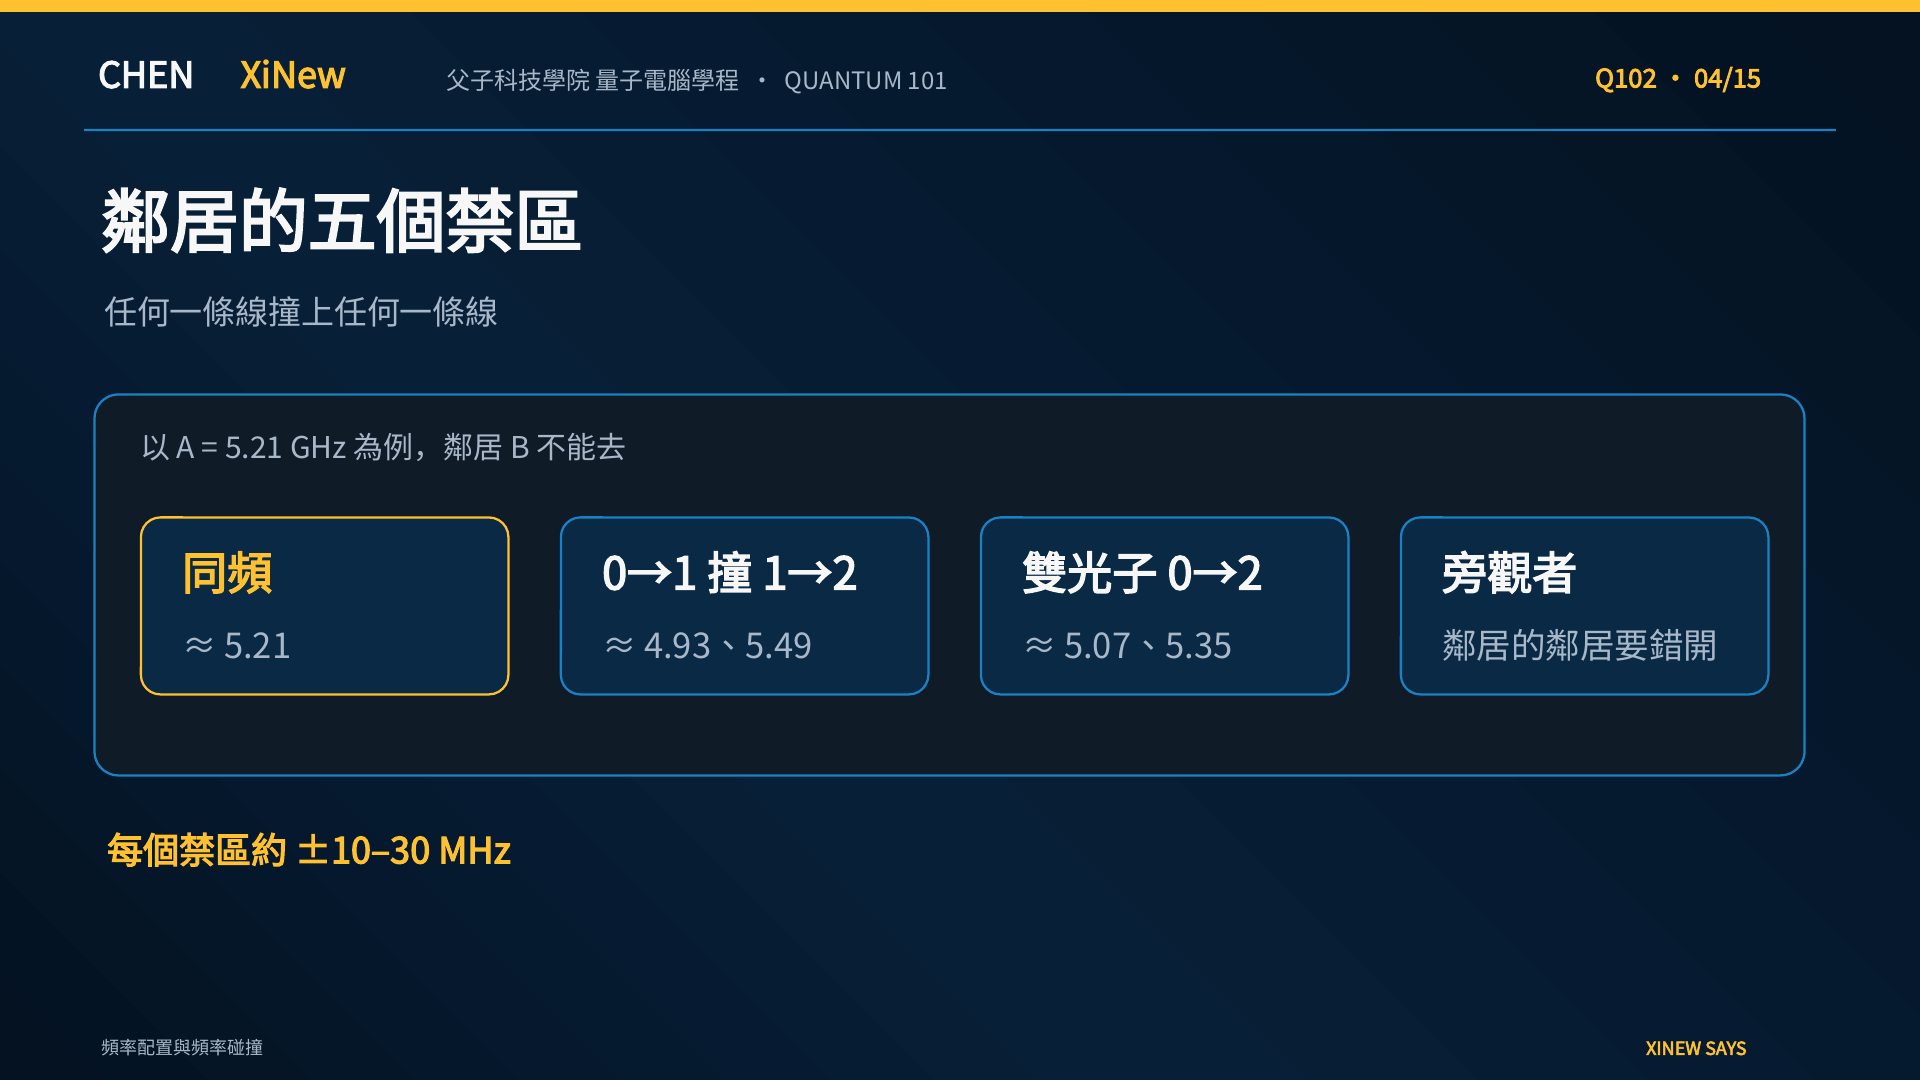 CHEN XiNew 父子科技學院 量子電腦學程 · QUANTUM 101 Q102 · 04/15
鄰居的五個禁區
任何一條線撞上任何一條線
以 A = 5.21 GHz 為例，鄰居 B 不能去
同頻
≈ 5.21
0→1 撞 1→2
≈ 4.93、5.49
雙光子 0→2
≈ 5.07、5.35
旁觀者
鄰居的鄰居要錯開
每個禁區約 ±10–30 MHz
頻率配置與頻率碰撞
XINEW SAYS